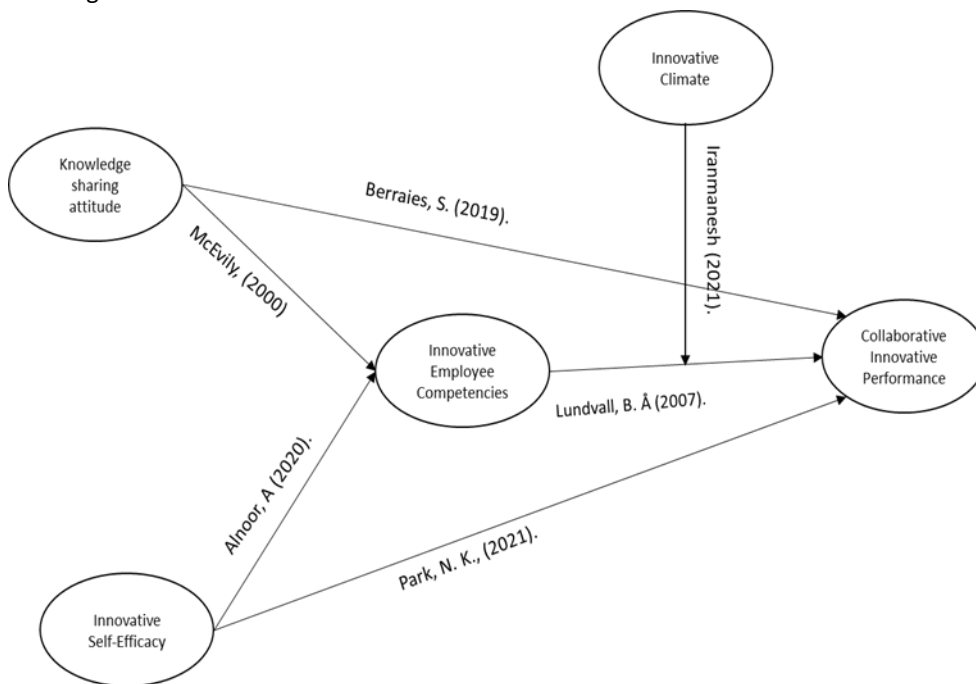 Innovative
Climate
Knowledge
sharing
attitude
Berraies, S. (2019).
Iranmanesh (2021).
McEvily, (2000)
Innovative
Employee
Competencies
Collaborative
Innovative
Performance
Lundvall, B. Å (2007).
Alnoor, A (2020).
Park, N. K., (2021).
Innovative
Self-Efficacy